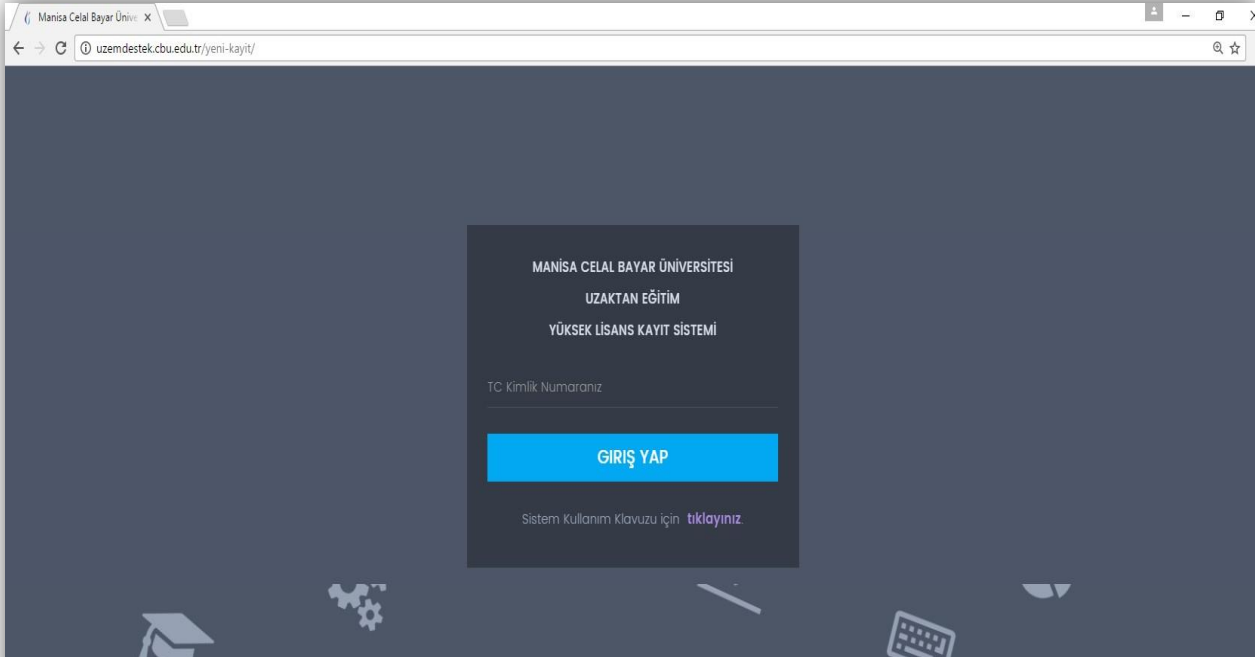 Manisa Celal Bayar Ünive
uzemdestek.cbu.edu.tr/yeni-kayit/
MANİSA CELAL BAYAR ÜNİVERSİTESİ
UZAKTAN EĞİTİM
YÜKSEK LİSANS KAYIT SİSTEMİ
TC Kimlik Numaranız
GIRIŞ YAP
Sistem Kullanım Klavuzu için tıklayınız.